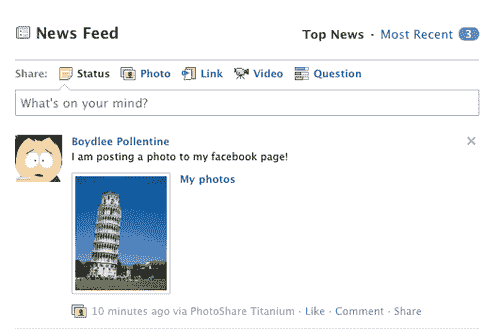 News Feed
Top News · Most Recent 3
Share: Status Photo Link Video Question
What's on your mind?
Boydlee Pollentine
I am posting a photo to my facebook page!
My photos
10 minutes ago via PhotoShare Titanium · Like · Comment · Share